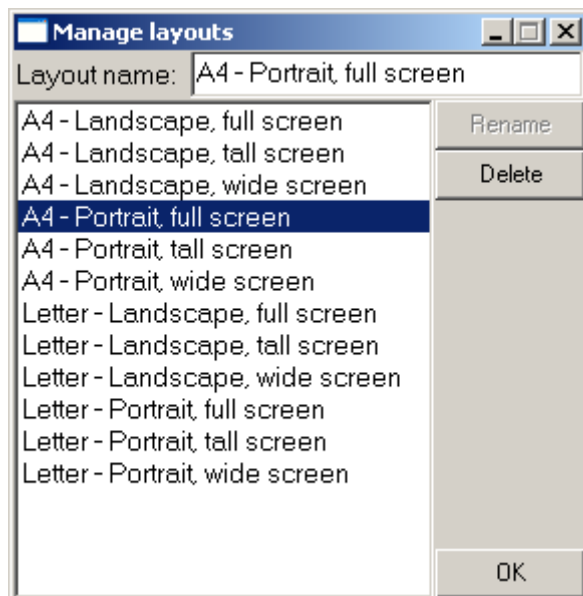 Manage layouts
Layout name: A4 - Portrait, full screen
A4 - Landscape, full screen
A4 - Landscape, tall screen
A4 - Landscape, wide screen
A4 - Portrait, full screen
A4 - Portrait, tall screen
A4 - Portrait, wide screen
Letter - Landscape, full screen
Letter - Landscape, tall screen
Letter - Landscape, wide screen
Letter - Portrait, full screen
Letter - Portrait, tall screen
Letter - Portrait, wide screen
Rename
Delete
OK